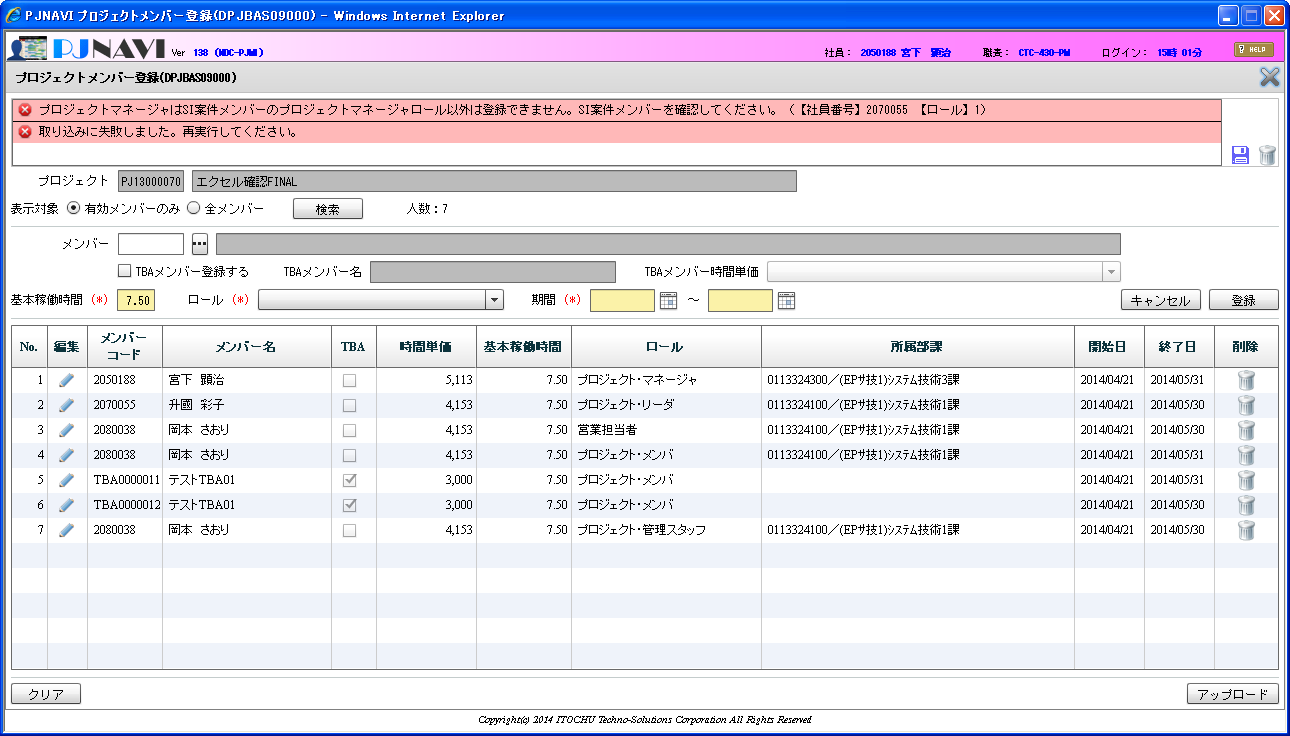 PJNAVI プロジェクトメンバー登録(DPJBAS09000) - Windows Internet Explorer
PJNAVI Ver 138 (NDC-PJM) 社員： 2050188 宮下 顕治 職責： CTC-430-PM ログイン： 15時 01分 HELP
プロジェクトメンバー登録(DPJBAS09000)
プロジェクトマネージャはSI案件メンバーのプロジェクトマネージャロール以外は登録できません。SI案件メンバーを確認してください。（【社員番号】2070055 【ロール】1）
取り込みに失敗しました。再実行してください。
プロジェクト PJ13000070 エクセル確認FINAL
表示対象 有効メンバーのみ 全メンバー 検索 人数：7
メンバー
TBAメンバー登録する TBAメンバー名 TBAメンバー時間単価
基本稼働時間 (*) 7.50 ロール (*) 期間 (*) ～ キャンセル 登録
No. 編集 メンバーコード メンバー名 TBA 時間単価 基本稼働時間 ロール 所属部課 開始日 終了日 削除
1 2050188 宮下 顕治 5,113 7.50 プロジェクト･マネージャ 0113324300／(EPサ技1)システム技術3課 2014/04/21 2014/05/31
2 2070055 升國 彩子 4,153 7.50 プロジェクト･リーダ 0113324100／(EPサ技1)システム技術1課 2014/04/21 2014/05/30
3 2080038 岡本 さおり 4,153 7.50 営業担当者 0113324100／(EPサ技1)システム技術1課 2014/04/21 2014/05/30
4 2080038 岡本 さおり 4,153 7.50 プロジェクト･メンバ 0113324100／(EPサ技1)システム技術1課 2014/04/21 2014/05/31
5 TBA0000011 テストTBA01 3,000 7.50 プロジェクト･メンバ 2014/04/21 2014/05/31
6 TBA0000012 テストTBA01 3,000 7.50 プロジェクト･メンバ 2014/04/21 2014/05/30
7 2080038 岡本 さおり 4,153 7.50 プロジェクト･管理スタッフ 0113324100／(EPサ技1)システム技術1課 2014/04/21 2014/05/30
クリア アップロード
Copyright(c) 2014 ITOCHU Techno-Solutions Corporation All Rights Reserved